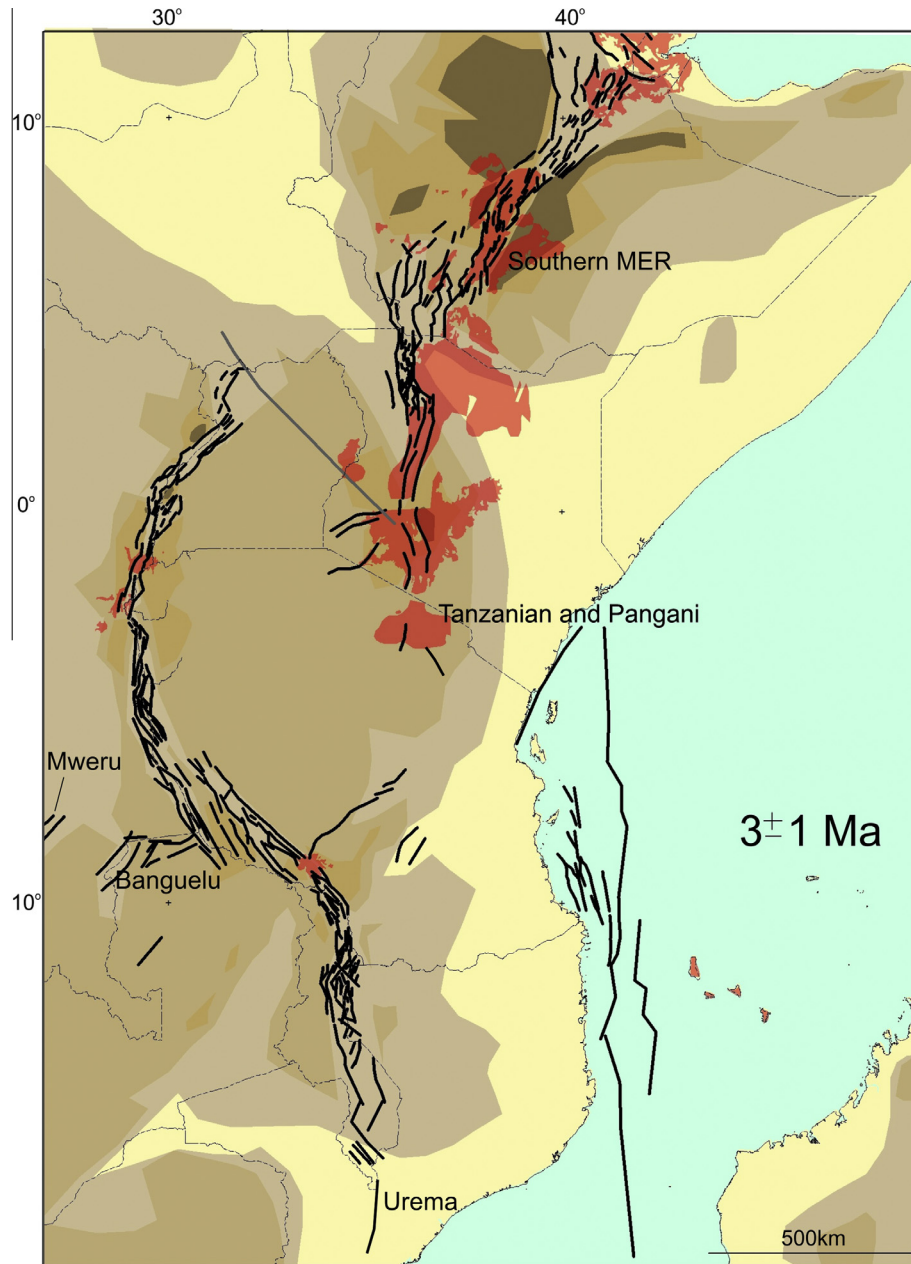 30° 40°
10°
Southern MER
0°
Tanzanian and Pangani
Mweru
3±1 Ma
Banguelu
10°
Urema
500km